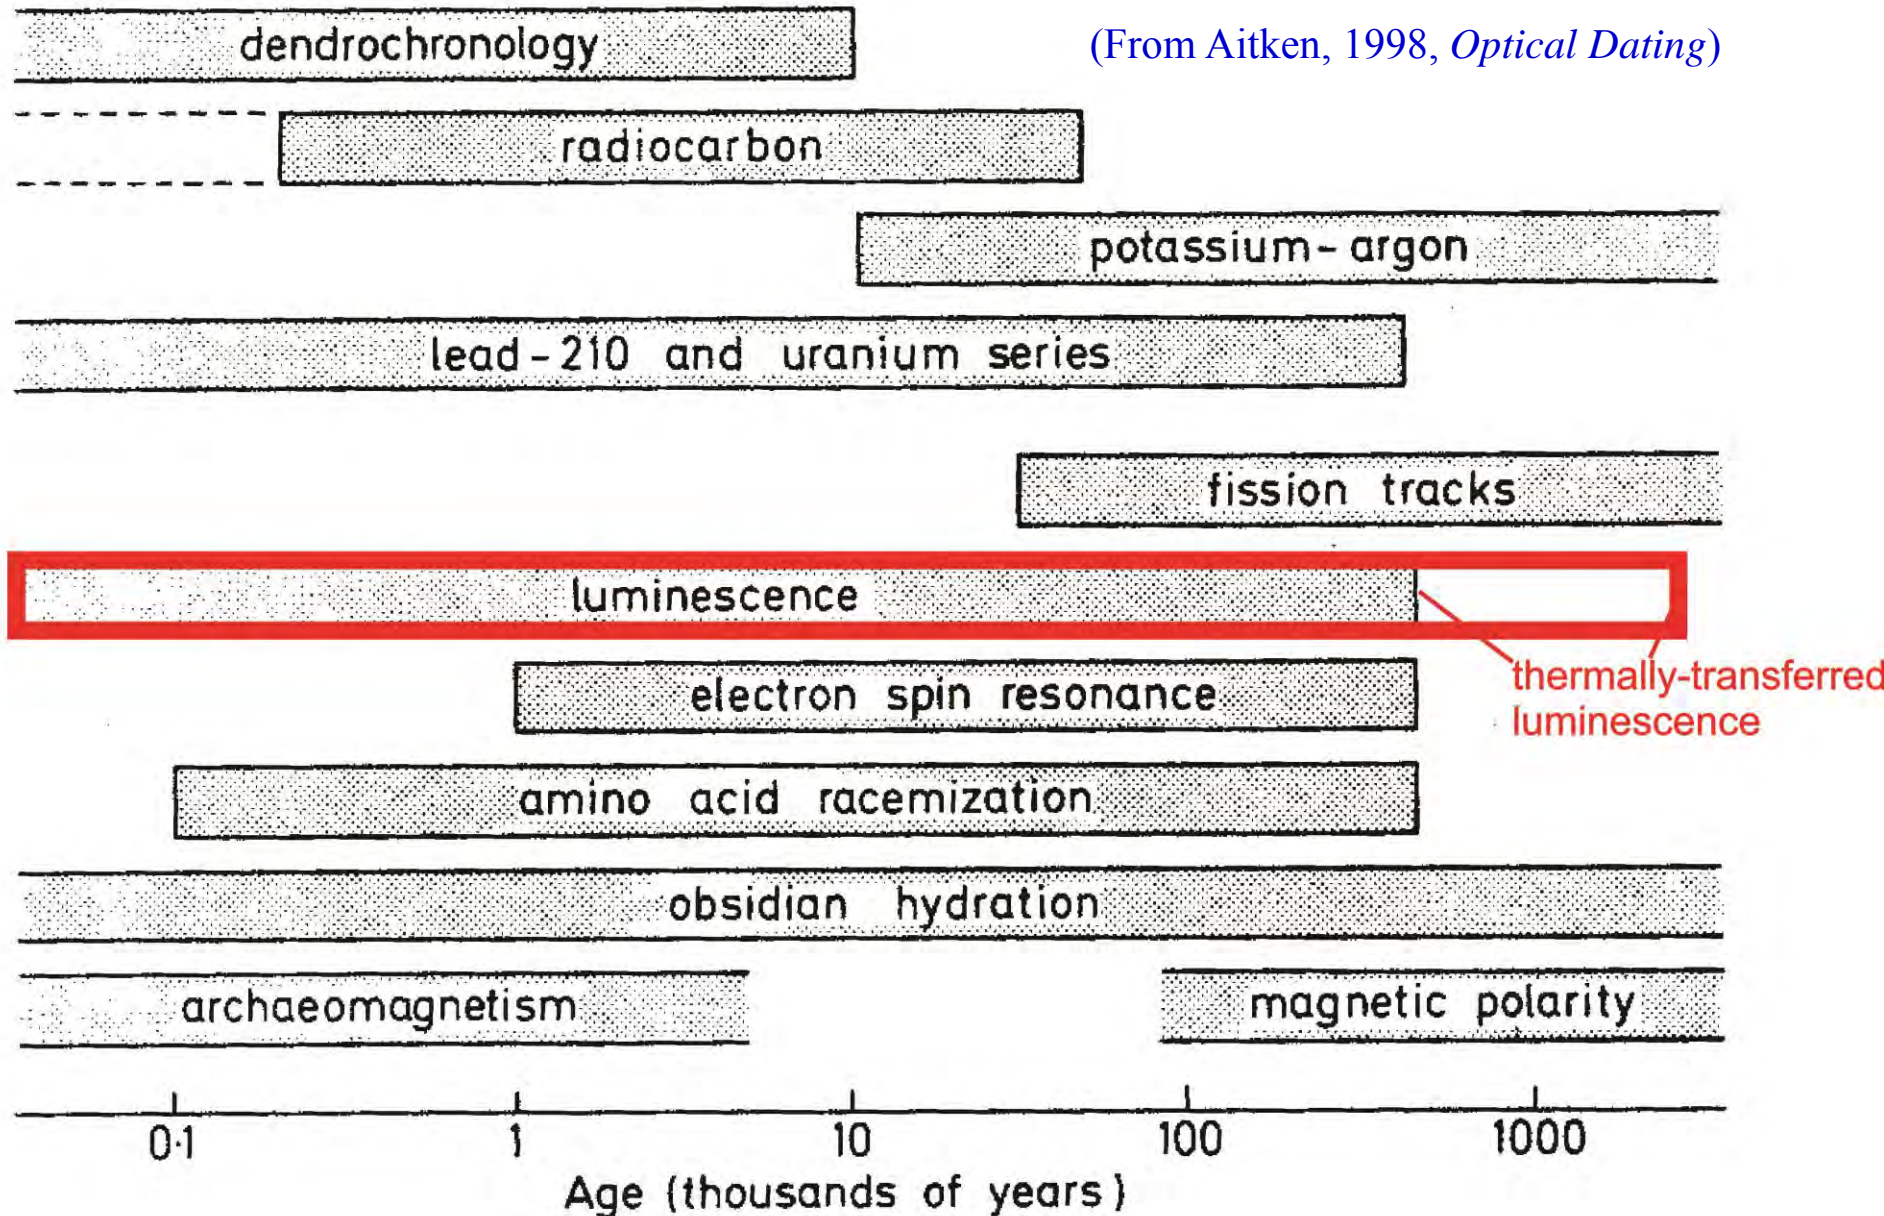 dendrochronology
(From Aitken, 1998, Optical Dating)
radiocarbon
potassium-argon
lead-210 and uranium series
fission tracks
luminescence
electron spin resonance
thermally-transferred
luminescence
amino acid racemization
obsidian hydration
archaeomagnetism
magnetic polarity
0·1 1 10 100 1000
Age (thousands of years)